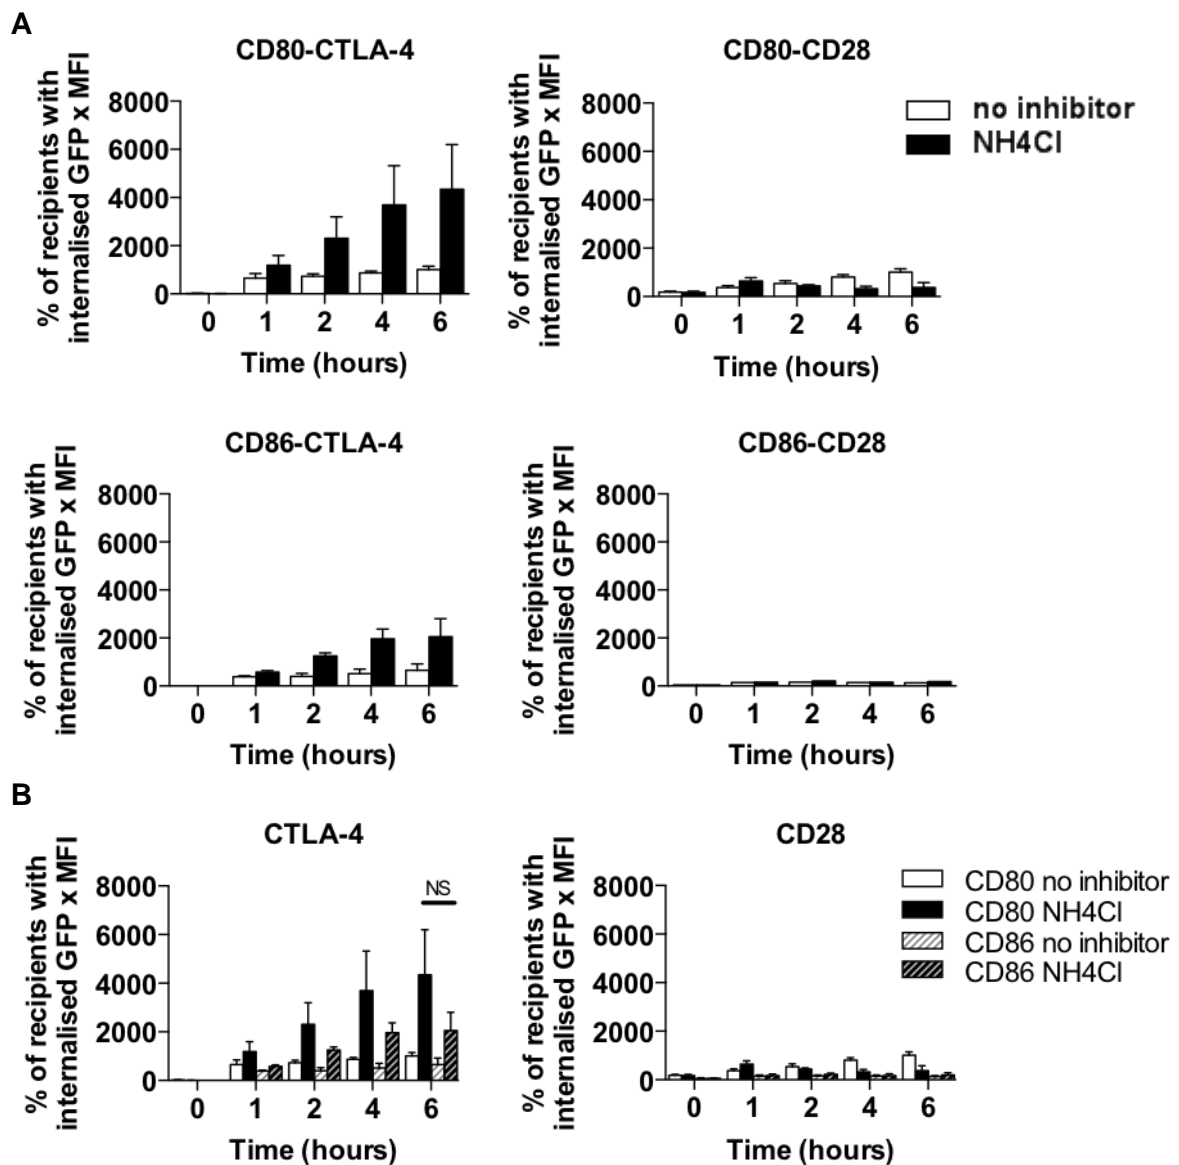 A
CD80-CTLA-4
% of recipients with
internalised GFP x MFI
8000
6000
4000
2000
0
0 1 2 4 6
Time (hours)
CD80-CD28
% of recipients with
internalised GFP x MFI
8000
6000
4000
2000
0
0 1 2 4 6
Time (hours)
no inhibitor
NH4Cl
CD86-CTLA-4
% of recipients with
internalised GFP x MFI
8000
6000
4000
2000
0
0 1 2 4 6
Time (hours)
CD86-CD28
% of recipients with
internalised GFP x MFI
8000
6000
4000
2000
0
0 1 2 4 6
Time (hours)
B
CTLA-4
% of recipients with
internalised GFP x MFI
8000
6000
4000
2000
0
NS
0 1 2 4 6
Time (hours)
CD28
% of recipients with
internalised GFP x MFI
8000
6000
4000
2000
0
0 1 2 4 6
Time (hours)
CD80 no inhibitor
CD80 NH4Cl
CD86 no inhibitor
CD86 NH4Cl